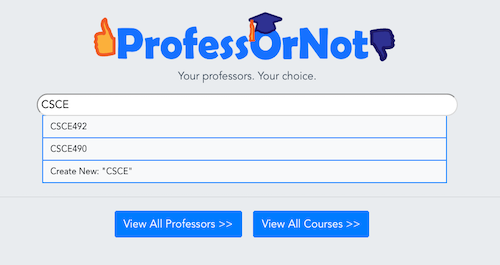 ProfessOrNot
Your professors. Your choice.
CSCE
CSCE492
CSCE490
Create New: "CSCE"
View All Professors >> View All Courses >>